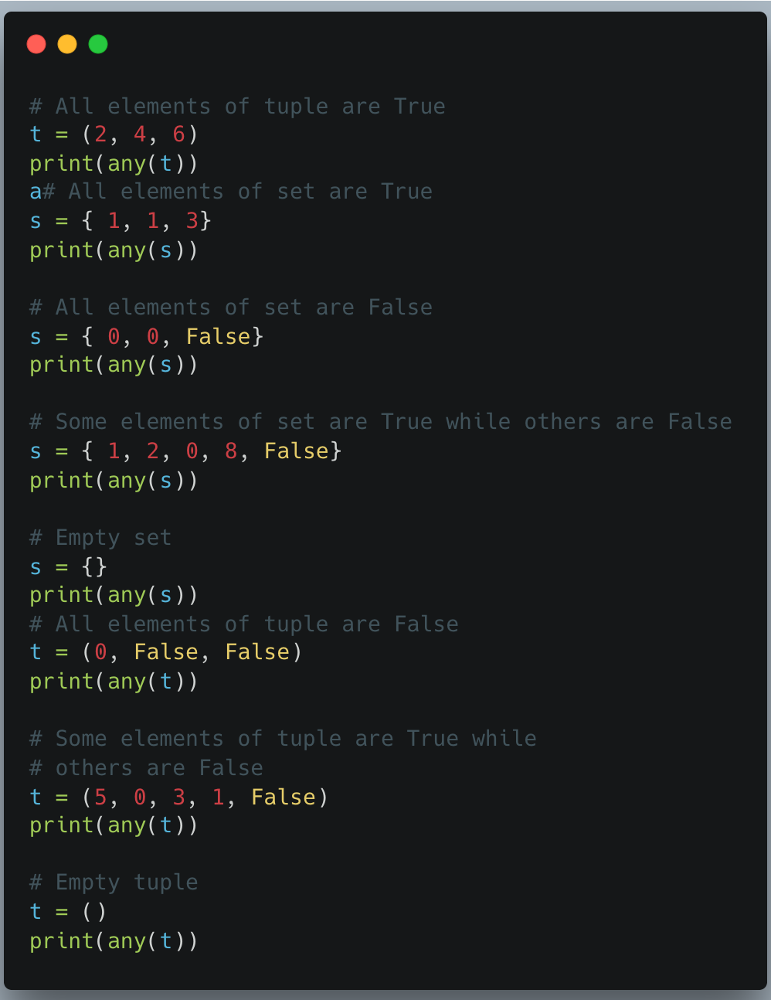 # All elements of tuple are True
t = (2, 4, 6)
print(any(t))
a# All elements of set are True
s = { 1, 1, 3}
print(any(s))

# All elements of set are False
s = { 0, 0, False}
print(any(s))

# Some elements of set are True while others are False
s = { 1, 2, 0, 8, False}
print(any(s))

# Empty set
s = {}
print(any(s))
# All elements of tuple are False
t = (0, False, False)
print(any(t))

# Some elements of tuple are True while
# others are False
t = (5, 0, 3, 1, False)
print(any(t))

# Empty tuple
t = ()
print(any(t))